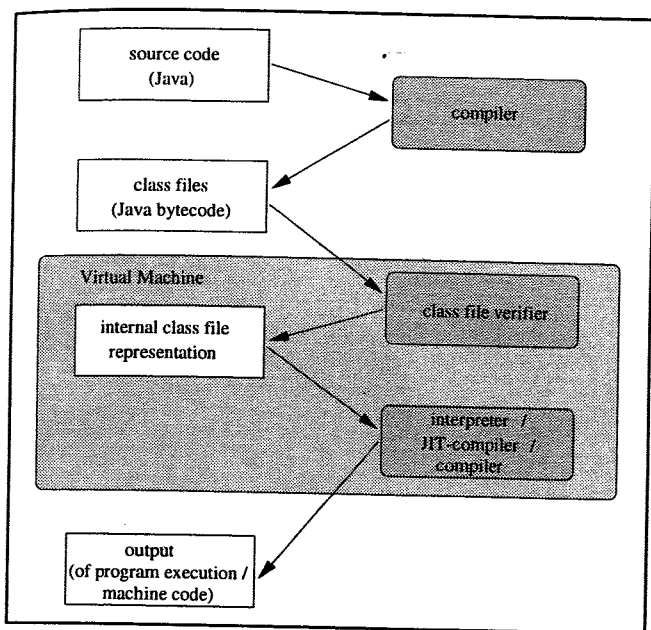 source code
(Java)
compiler
class files
(Java bytecode)
Virtual Machine
class file verifier
internal class file
representation
interpreter /
JIT-compiler /
compiler
output
(of program execution /
machine code)